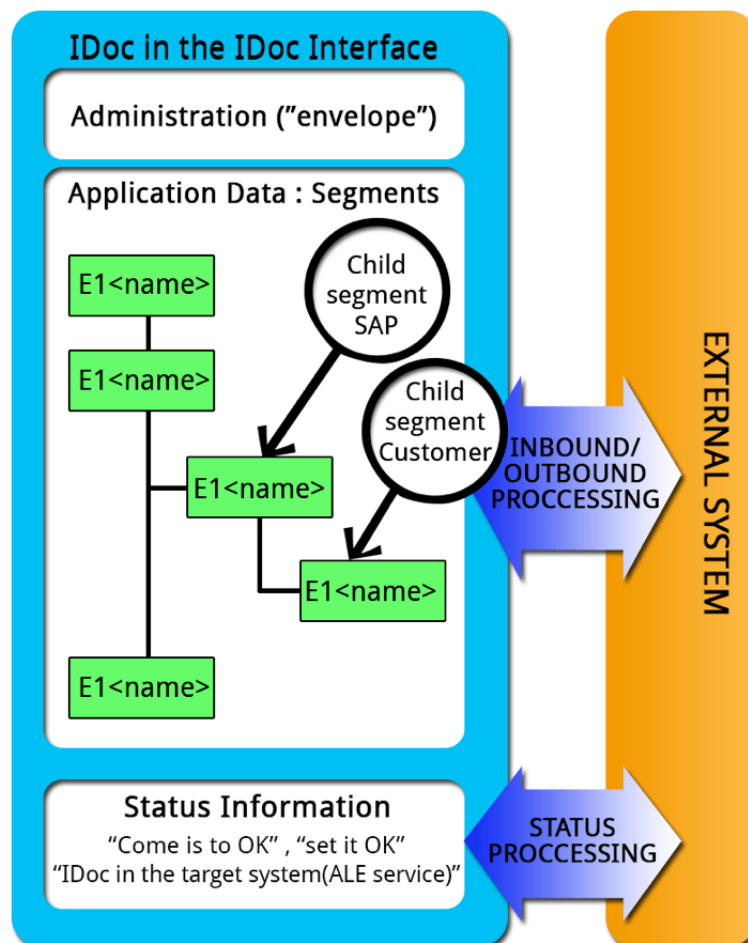 IDoc in the IDoc Interface
Administration ("envelope")
Application Data : Segments
E1<name>
Child
segment
SAP
E1<name>
Child
segment
Customer
E1<name>
E1<name>
E1<name>
INBOUND/
OUTBOUND
PROCCESSING
EXTERNAL SYSTEM
Status Information
“Come is to OK” , “set it OK”
“IDoc in the target system(ALE service)”
STATUS
PROCCESSING